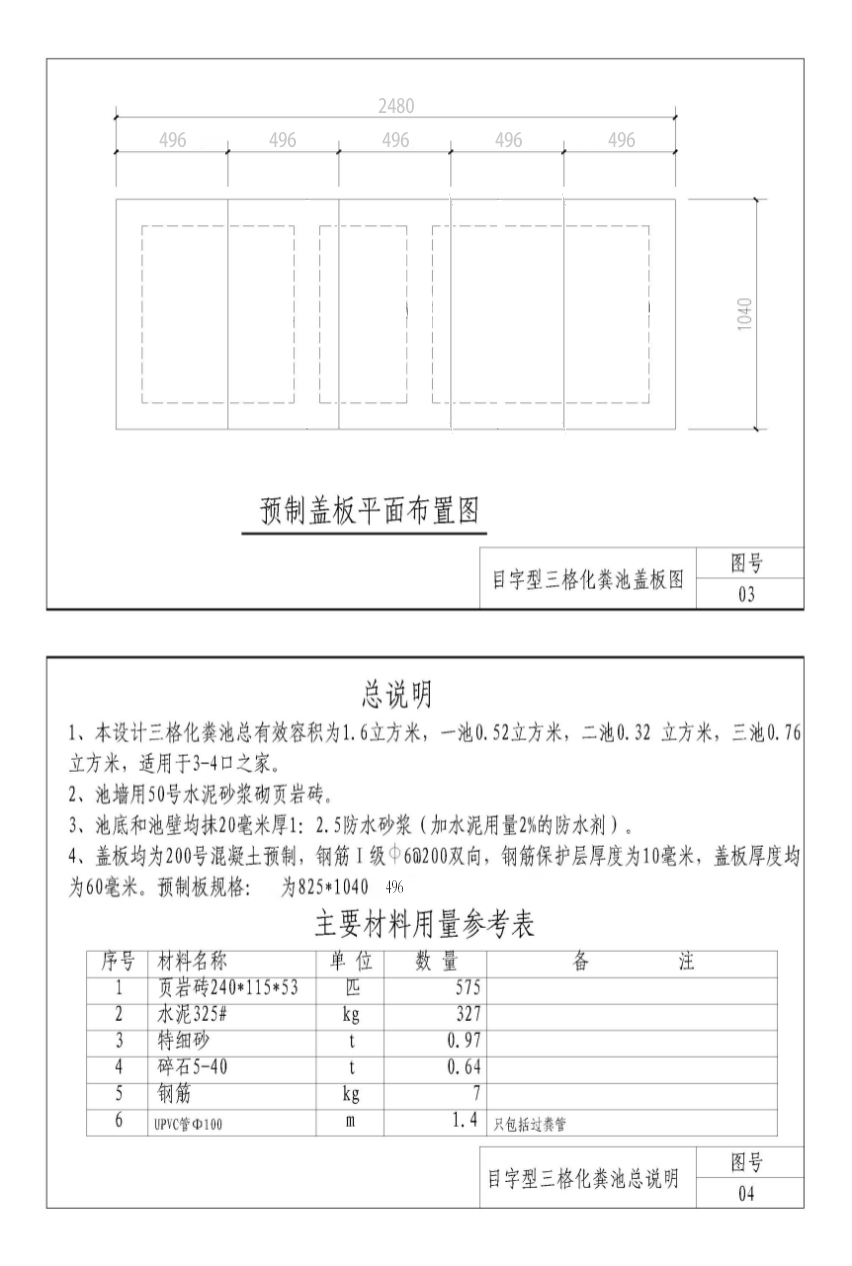 2480
496 496 496 496 496
1040
预制盖板平面布置图
目字型三格化粪池盖板图
图号
03
总说明
1、本设计三格化粪池总有效容积为1.6立方米，一池0.52立方米，二池0.32 立方米，三池0.76
立方米，适用于3-4口之家。
2、池墙用50号水泥砂浆砌页岩砖。
3、池底和池壁均抹20毫米厚1：2.5防水砂浆（加水泥用量2%的防水剂）。
4、盖板均为200号混凝土预制，钢筋Ⅰ级φ6@200双向，钢筋保护层厚度为10毫米，盖板厚度均
为60毫米。预制板规格： 为825*1040 496
主要材料用量参考表
序号 材料名称 单位 数量 备 注
1 页岩砖240*115*53 匹 575
2 水泥325# kg 327
3 特细砂 t 0.97
4 碎石5-40 t 0.64
5 钢筋 kg 7
6 UPVC管Φ100 m 1.4 只包括过粪管
目字型三格化粪池总说明
图号
04